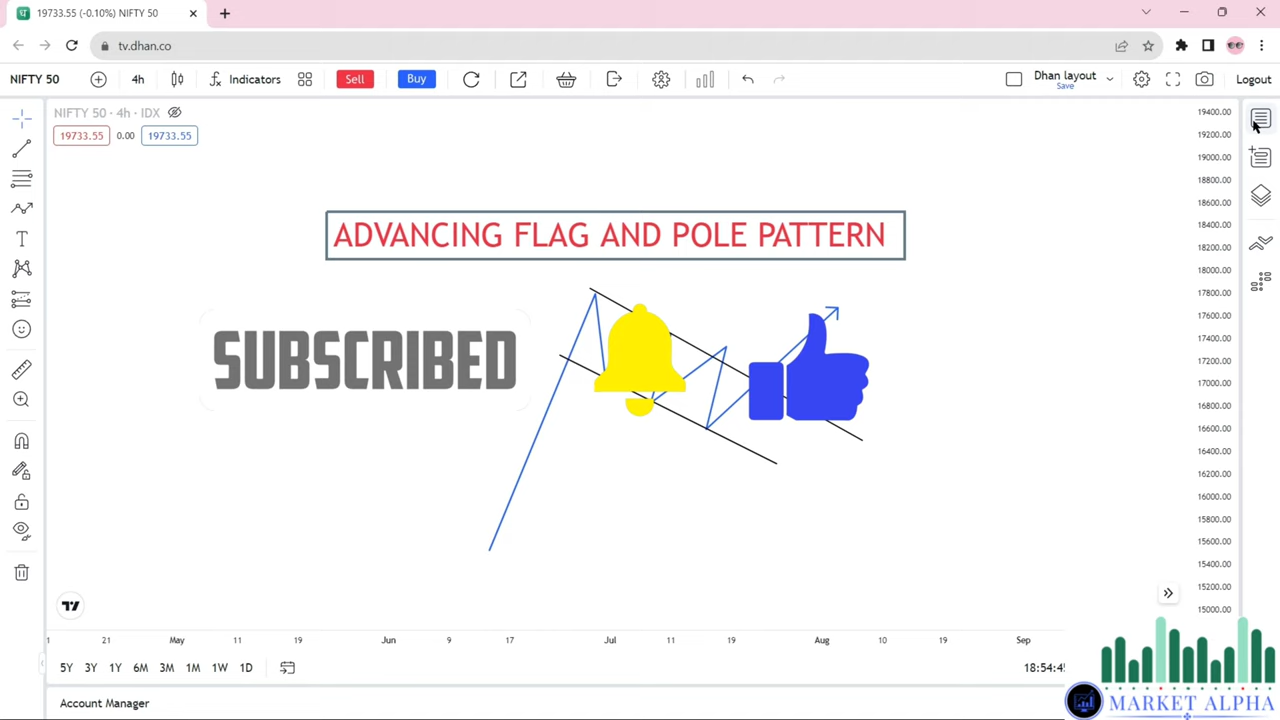 19733.55 (-0.10%) NIFTY 50
tv.dhan.co
NIFTY 50
4h
Indicators
Sell
Buy
Dhan layout
Save
Logout
NIFTY 50 · 4h · IDX
19733.55 0.00 19733.55
ADVANCING FLAG AND POLE PATTERN
SUBSCRIBED
19400.00
19200.00
19000.00
18800.00
18600.00
18400.00
18200.00
18000.00
17800.00
17600.00
17400.00
17200.00
17000.00
16800.00
16600.00
16400.00
16200.00
16000.00
15800.00
15600.00
15400.00
15200.00
15000.00
21 May 11 19 Jun 9 17 Jul 11 19 Aug 10 19 Sep
5Y 3Y 1Y 6M 3M 1M 1W 1D
18:54:4
Account Manager
MARKET ALPHA